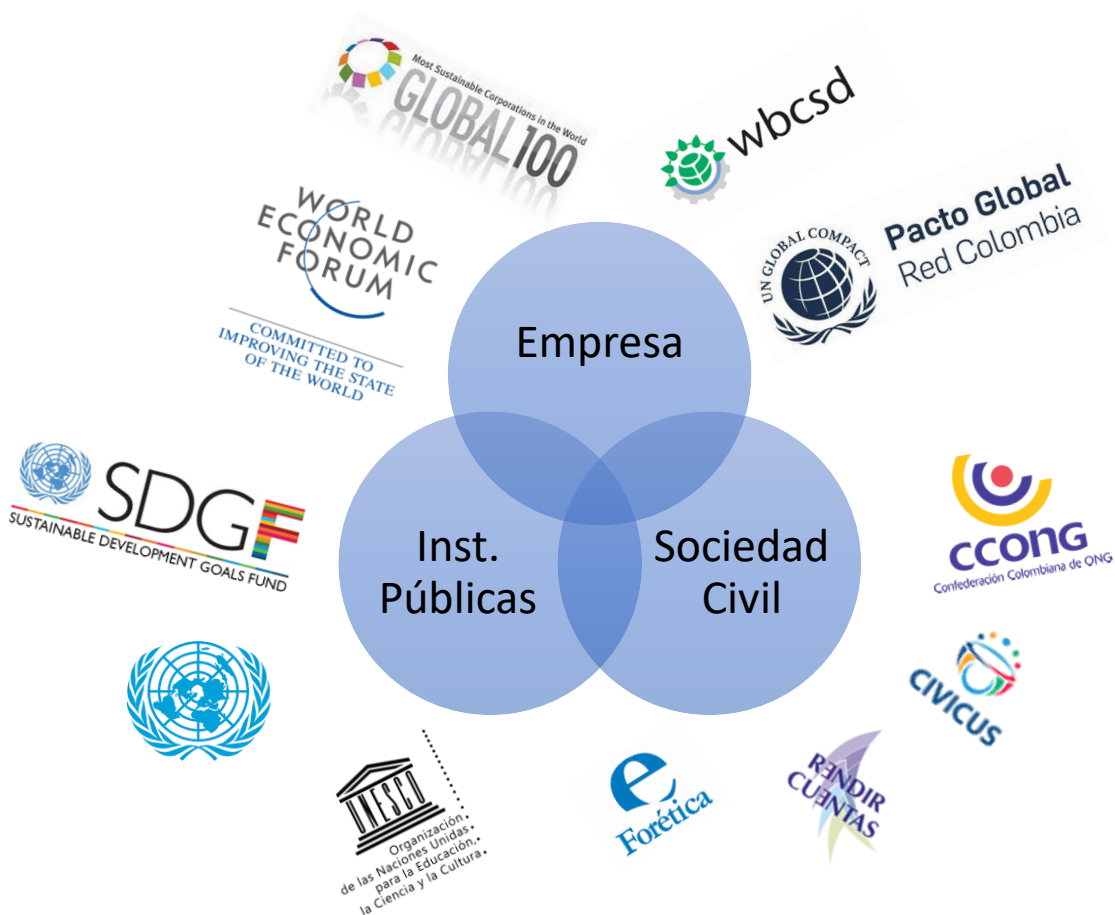 Most Sustainable Corporations in the World
GLOBAL100
wbcsd
WORLD
ECONOMIC
FORUM
COMMITTED TO
IMPROVING THE STATE
OF THE WORLD
UN GLOBAL COMPACT
Pacto Global
Red Colombia
Empresa
SDGF
SUSTAINABLE DEVELOPMENT GOALS FUND
Inst.
Públicas
Sociedad
Civil
CCONG
Confederación Colombiana de ONG
CIVICUS
UNESCO
Organización
de las Naciones Unidas
para la Educación,
la Ciencia y la Cultura
e
Forética
RENDIR
CUENTAS